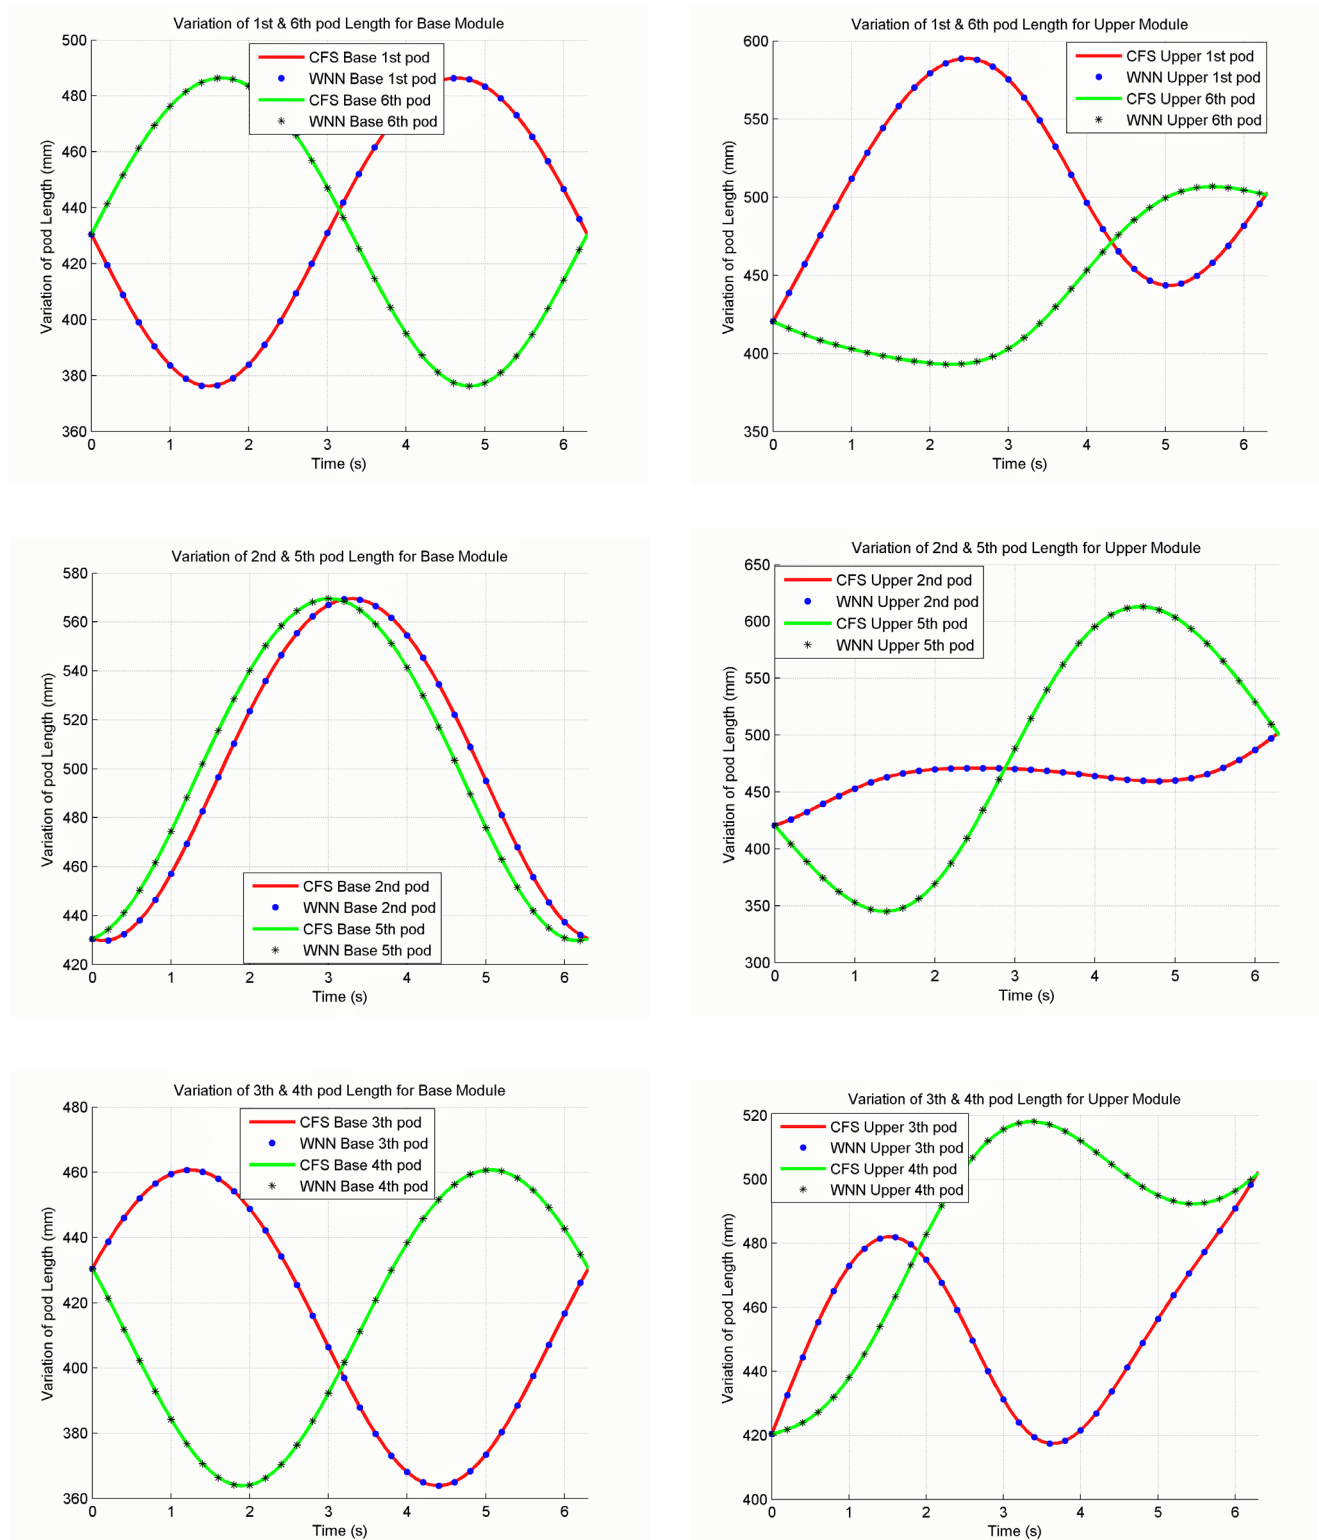 Variation of 1st & 6th pod Length for Base Module
500
480
460
440
420
400
380
360
0 1 2 3 4 5 6
Time (s)
Variation of pod Length (mm)
CFS Base 1st pod
WNN Base 1st pod
CFS Base 6th pod
WNN Base 6th pod
Variation of 1st & 6th pod Length for Upper Module
600
550
500
450
400
350
0 1 2 3 4 5 6
Time (s)
Variation of pod Length (mm)
CFS Upper 1st pod
WNN Upper 1st pod
CFS Upper 6th pod
WNN Upper 6th pod
Variation of 2nd & 5th pod Length for Base Module
580
560
540
520
500
480
460
440
420
0 1 2 3 4 5 6
Time (s)
Variation of pod Length (mm)
CFS Base 2nd pod
WNN Base 2nd pod
CFS Base 5th pod
WNN Base 5th pod
Variation of 2nd & 5th pod Length for Upper Module
650
600
550
500
450
400
350
300
0 1 2 3 4 5 6
Time (s)
Variation of pod Length (mm)
CFS Upper 2nd pod
WNN Upper 2nd pod
CFS Upper 5th pod
WNN Upper 5th pod
Variation of 3th & 4th pod Length for Base Module
480
460
440
420
400
380
360
0 1 2 3 4 5 6
Time (s)
Variation of pod Length (mm)
CFS Base 3th pod
WNN Base 3th pod
CFS Base 4th pod
WNN Base 4th pod
Variation of 3th & 4th pod Length for Upper Module
520
500
480
460
440
420
400
0 1 2 3 4 5 6
Time (s)
Variation of pod Length (mm)
CFS Upper 3th pod
WNN Upper 3th pod
CFS Upper 4th pod
WNN Upper 4th pod